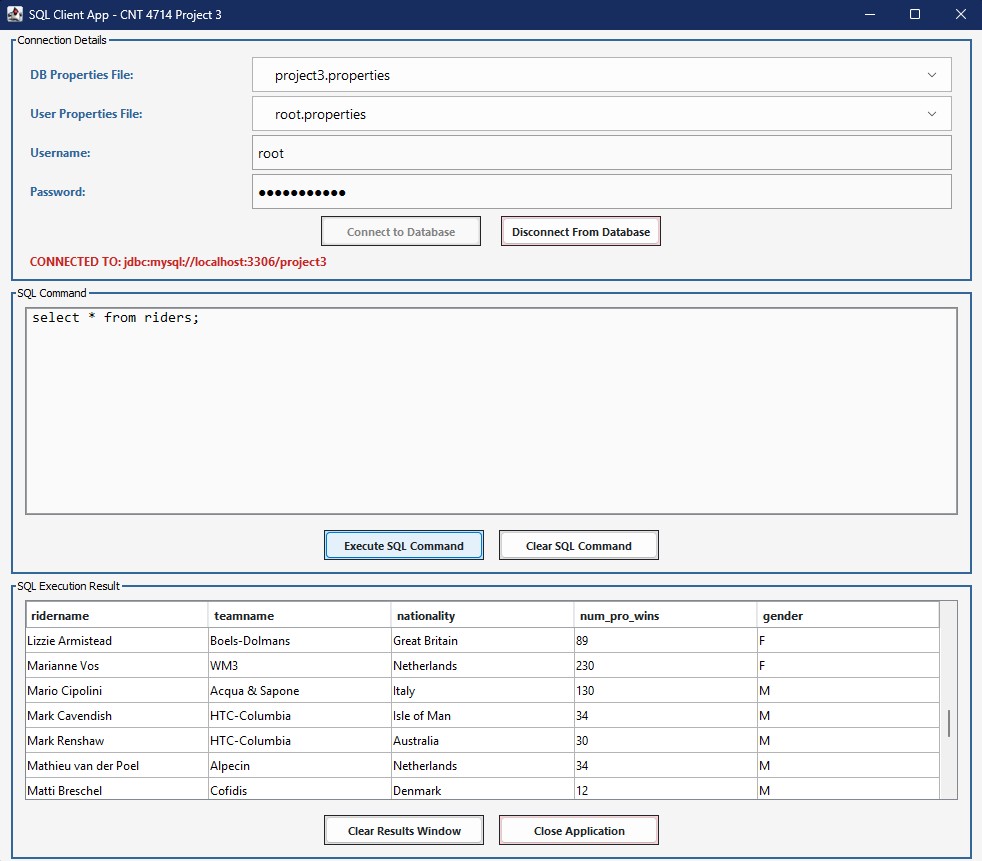 SQL Client App - CNT 4714 Project 3
Connection Details
DB Properties File: project3.properties
User Properties File: root.properties
Username: root
Password: ●●●●●●●●●●●
Connect to Database Disconnect From Database
CONNECTED TO: jdbc:mysql://localhost:3306/project3
SQL Command
select * from riders;
Execute SQL Command Clear SQL Command
SQL Execution Result
ridername teamname nationality num_pro_wins gender
Lizzie Armistead Boels-Dolmans Great Britain 89 F
Marianne Vos WM3 Netherlands 230 F
Mario Cipolini Acqua & Sapone Italy 130 M
Mark Cavendish HTC-Columbia Isle of Man 34 M
Mark Renshaw HTC-Columbia Australia 30 M
Mathieu van der Poel Alpecin Netherlands 34 M
Matti Breschel Cofidis Denmark 12 M
Clear Results Window Close Application